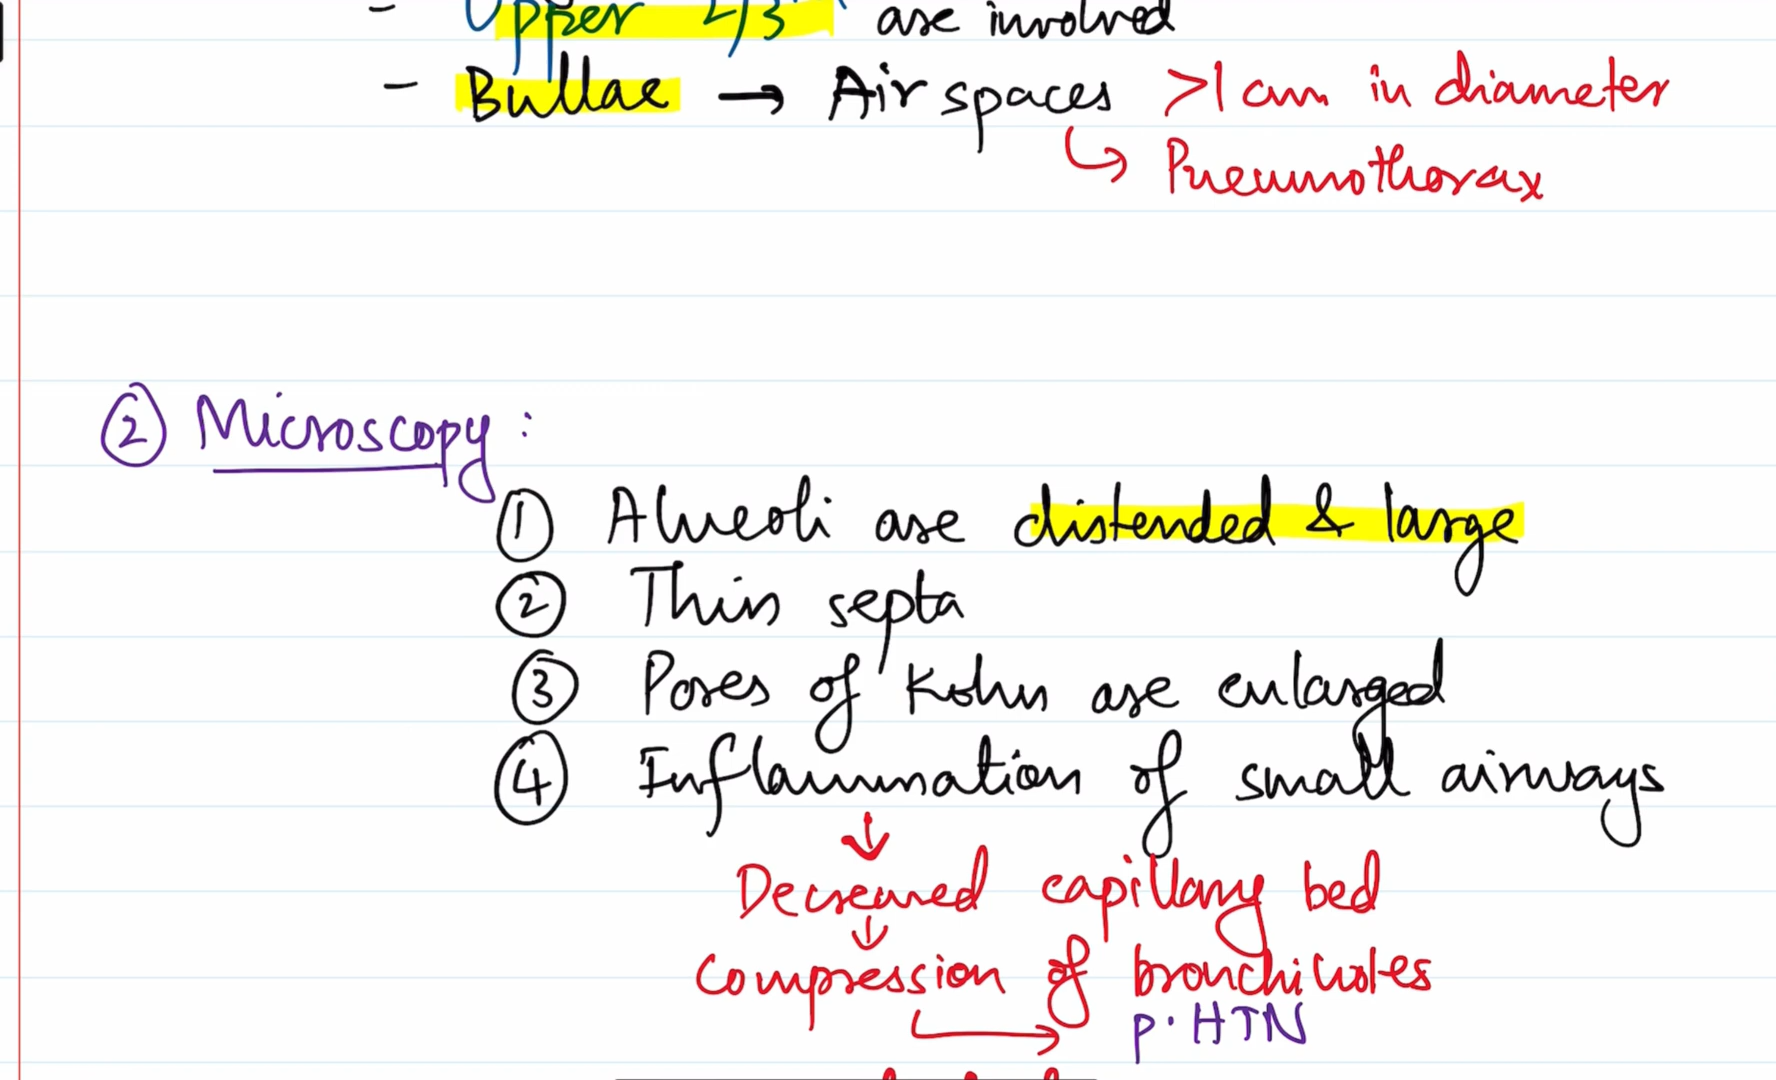 - Upper 2/3 are involved
- Bullae → Air spaces >1 cm in diameter
↳ Pneumothorax
② Microscopy :
① Alveoli are distended & large
② Thin septa
③ Pores of Kohn are enlarged
④ Inflammation of small airways
↓
Decreased capillary bed
↓
Compression of bronchioles
→ P. HTN